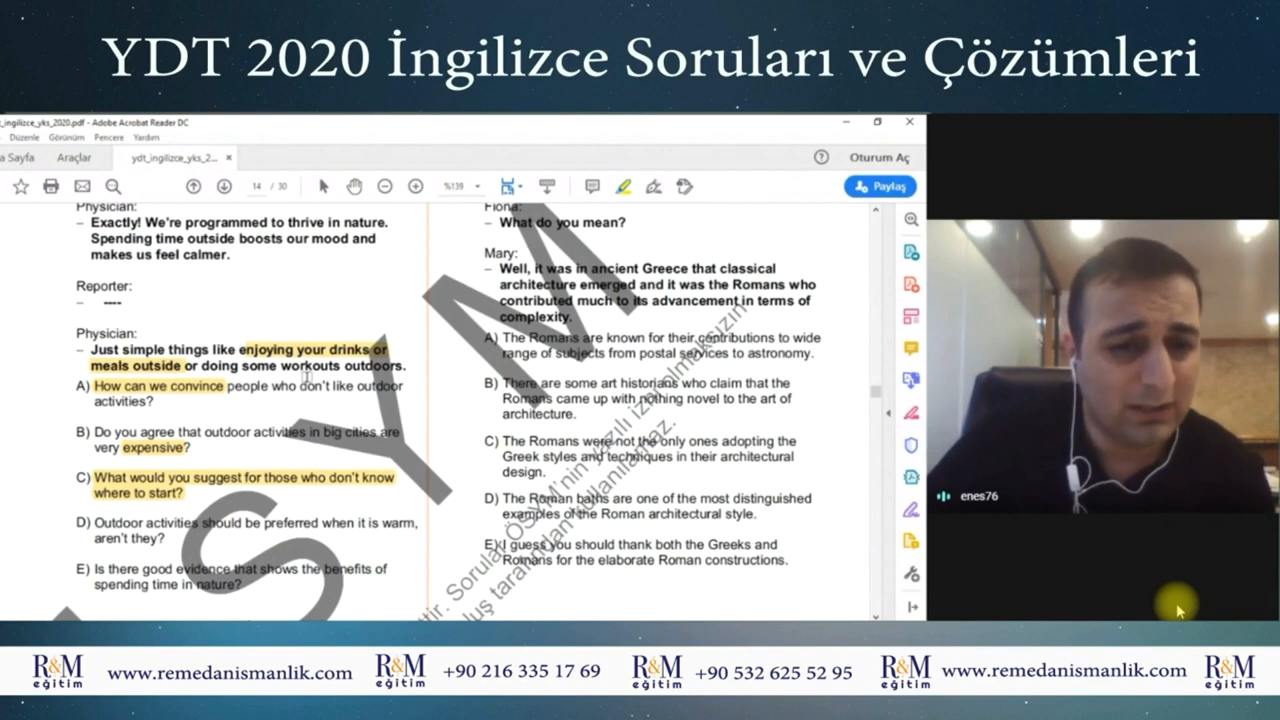 YDT 2020 İngilizce Soruları ve Çözümleri
_ingilizce_yks_2020.pdf - Adobe Acrobat Reader DC
Düzenle Görünüm Pencere Yardım
a Sayfa Araçlar ydt_ingilizce_yks_2... × Oturum Aç
14 / 30 %139 Paylaş
Physician:
– Exactly! We're programmed to thrive in nature.
Spending time outside boosts our mood and
makes us feel calmer.
Reporter:
– ----
Physician:
– Just simple things like enjoying your drinks or
meals outside or doing some workouts outdoors.
A) How can we convince people who don't like outdoor
activities?
B) Do you agree that outdoor activities in big cities are
very expensive?
C) What would you suggest for those who don't know
where to start?
D) Outdoor activities should be preferred when it is warm,
aren't they?
E) Is there good evidence that shows the benefits of
spending time in nature?
Fiona:
– What do you mean?
Mary:
– Well, it was in ancient Greece that classical
architecture emerged and it was the Romans who
contributed much to its advancement in terms of
complexity.
A) The Romans are known for their contributions to wide
range of subjects from postal services to astronomy.
B) There are some art historians who claim that the
Romans came up with nothing novel to the art of
architecture.
C) The Romans were not the only ones adopting the
Greek styles and techniques in their architectural
design.
D) The Roman baths are one of the most distinguished
examples of the Roman architectural style.
E) I guess you should thank both the Greeks and
Romans for the elaborate Roman constructions.
SYM
ttir. Sorular ÖSYM'nin yazılı izni olmaksızın
uluş tarafından kullanılamaz.
enes76
R&M eğitim www.remedanismanlik.com R&M eğitim +90 216 335 17 69 R&M eğitim +90 532 625 52 95 R&M eğitim www.remedanismanlik.com R&M eğitim